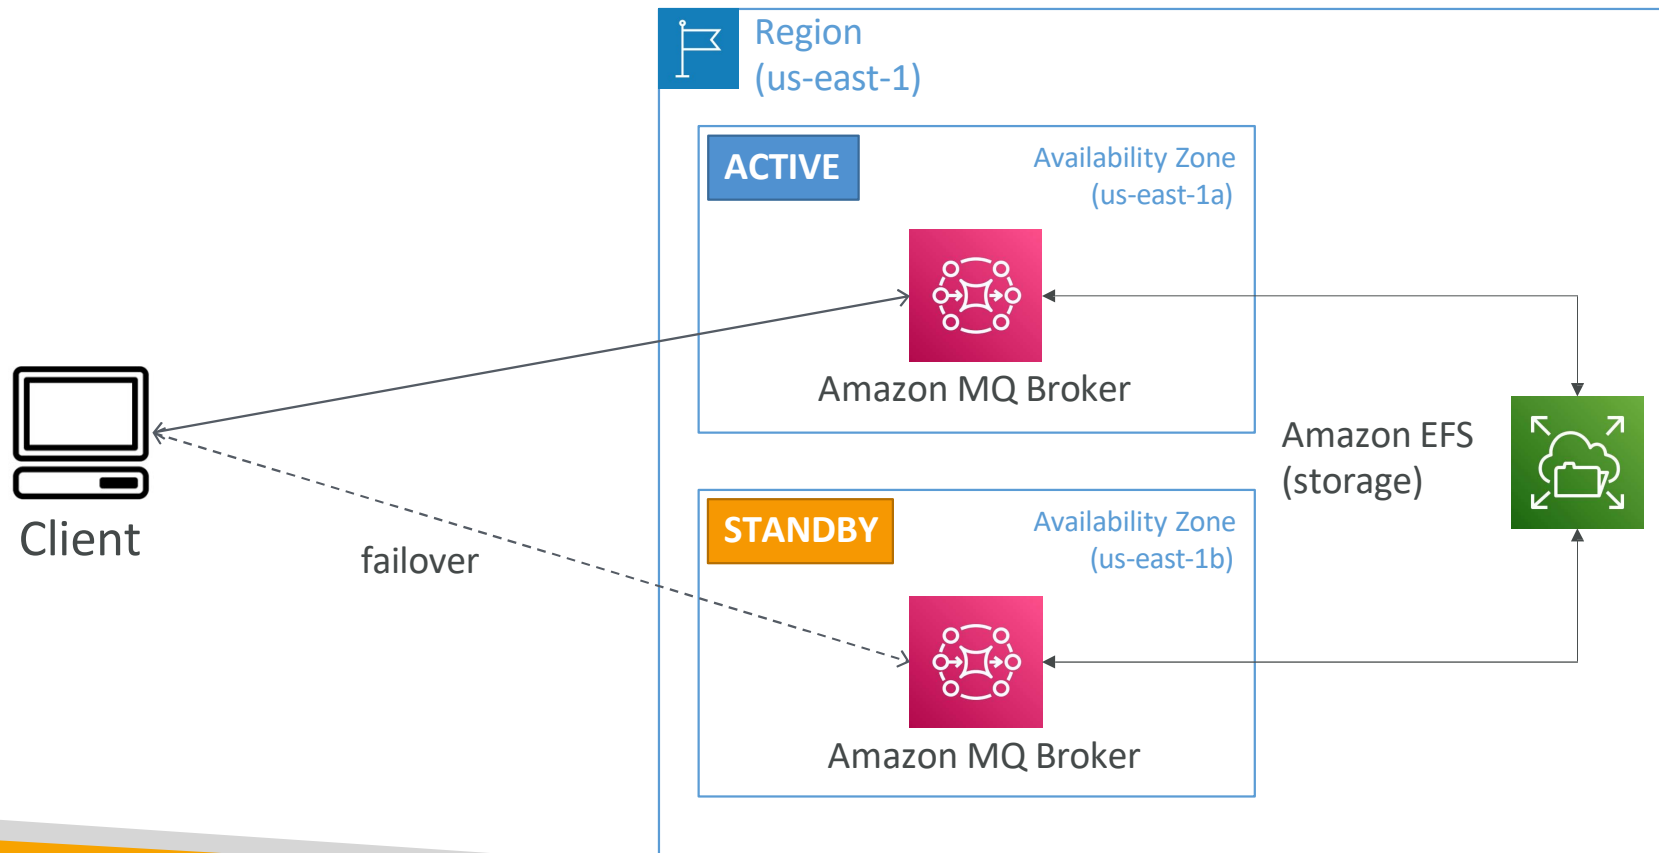 Region
(us-east-1)
ACTIVE
Availability Zone
(us-east-1a)
Amazon MQ Broker
Client
failover
STANDBY
Availability Zone
(us-east-1b)
Amazon MQ Broker
Amazon EFS
(storage)